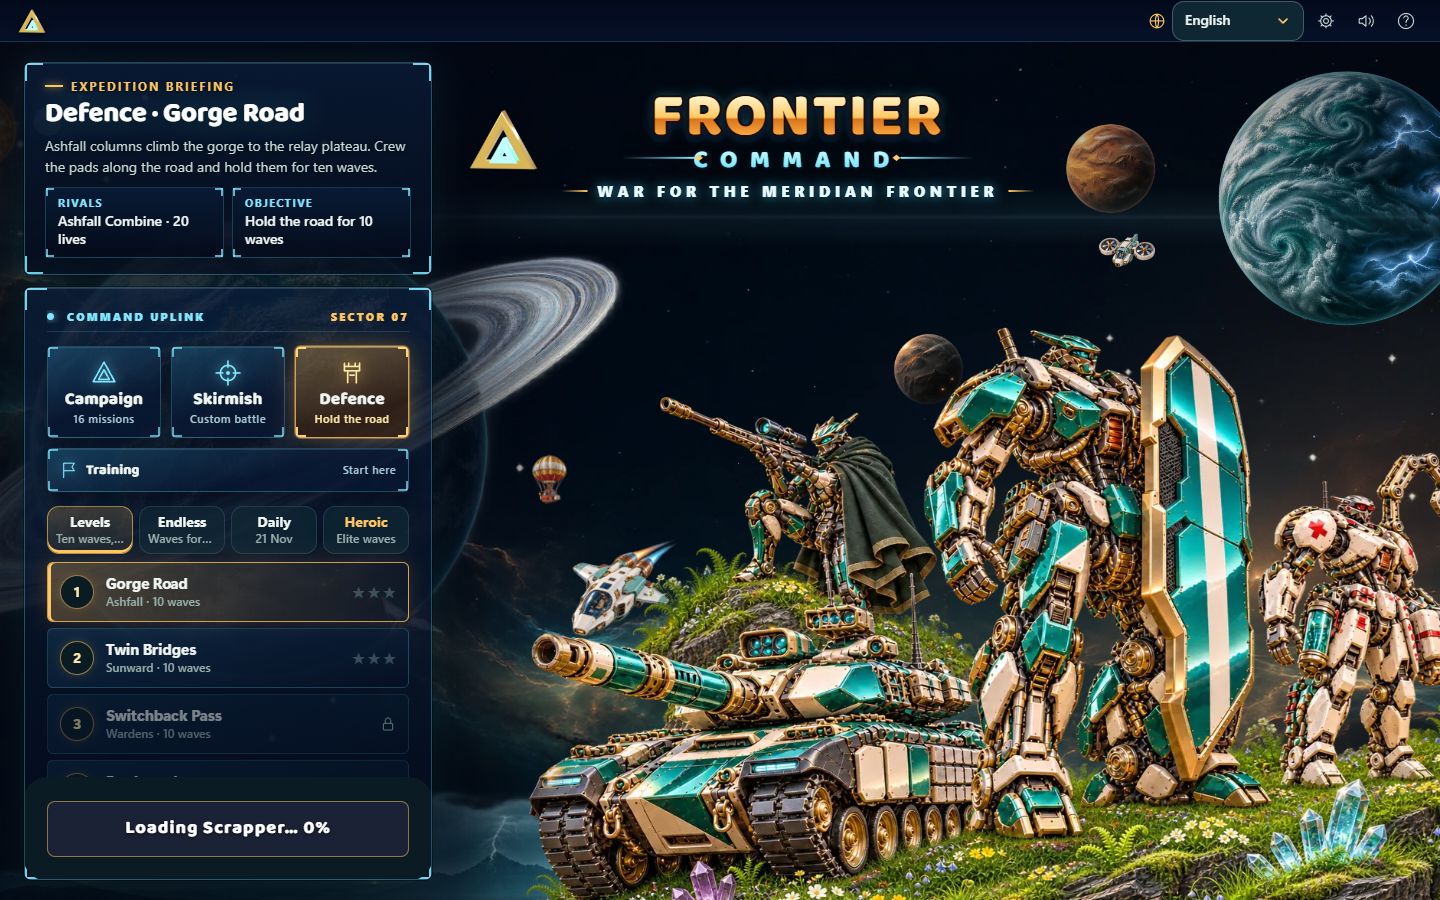 English
EXPEDITION BRIEFING
Defence · Gorge Road
Ashfall columns climb the gorge to the relay plateau. Crew
the pads along the road and hold them for ten waves.
RIVALS
Ashfall Combine · 20
lives
OBJECTIVE
Hold the road for 10
waves
FRONTIER
COMMAND
WAR FOR THE MERIDIAN FRONTIER
COMMAND UPLINK
SECTOR 07
Campaign
16 missions
Skirmish
Custom battle
Defence
Hold the road
Training
Start here
Levels
Ten waves,...
Endless
Waves for...
Daily
21 Nov
Heroic
Elite waves
1
Gorge Road
Ashfall · 10 waves
2
Twin Bridges
Sunward · 10 waves
3
Switchback Pass
Wardens · 10 waves
Loading Scrapper... 0%